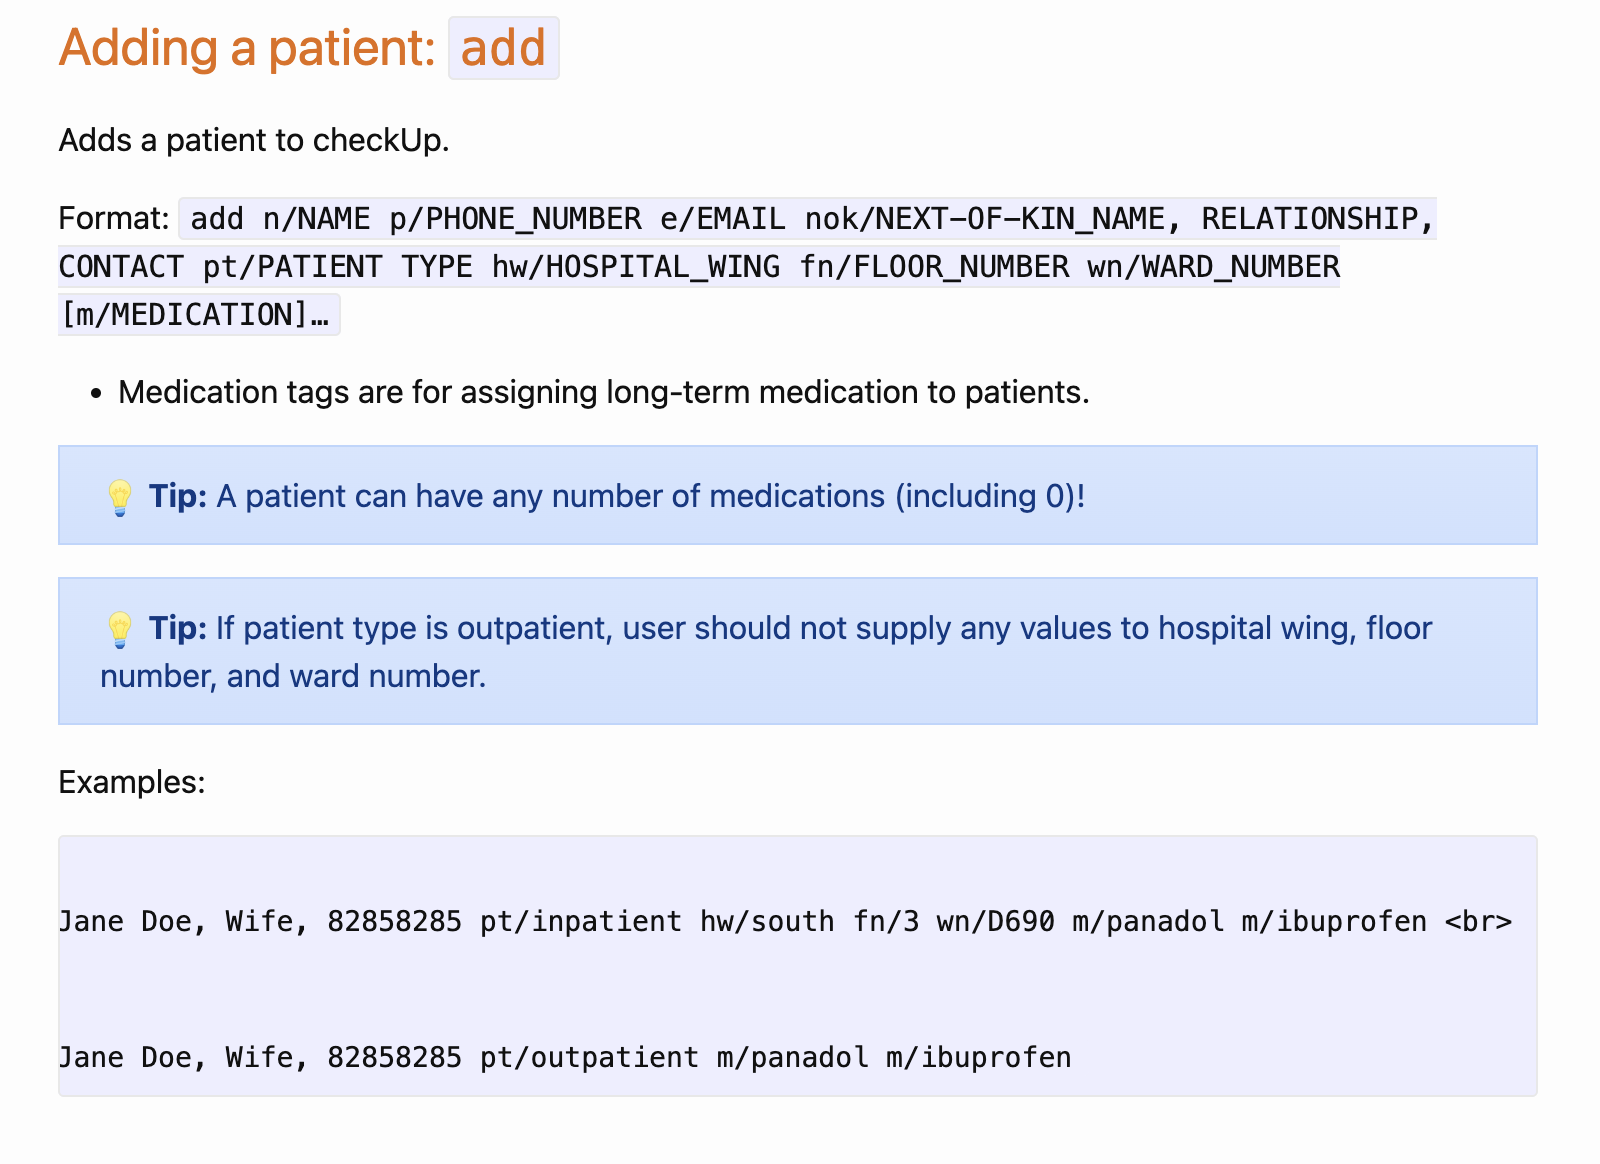 Adding a patient: add
Adds a patient to checkUp.
Format: add n/NAME p/PHONE_NUMBER e/EMAIL nok/NEXT-OF-KIN_NAME, RELATIONSHIP,
CONTACT pt/PATIENT TYPE hw/HOSPITAL_WING fn/FLOOR_NUMBER wn/WARD_NUMBER
[m/MEDICATION]…
• Medication tags are for assigning long-term medication to patients.
💡 Tip: A patient can have any number of medications (including 0)!
💡 Tip: If patient type is outpatient, user should not supply any values to hospital wing, floor
number, and ward number.
Examples:
Jane Doe, Wife, 82858285 pt/inpatient hw/south fn/3 wn/D690 m/panadol m/ibuprofen <br>
Jane Doe, Wife, 82858285 pt/outpatient m/panadol m/ibuprofen